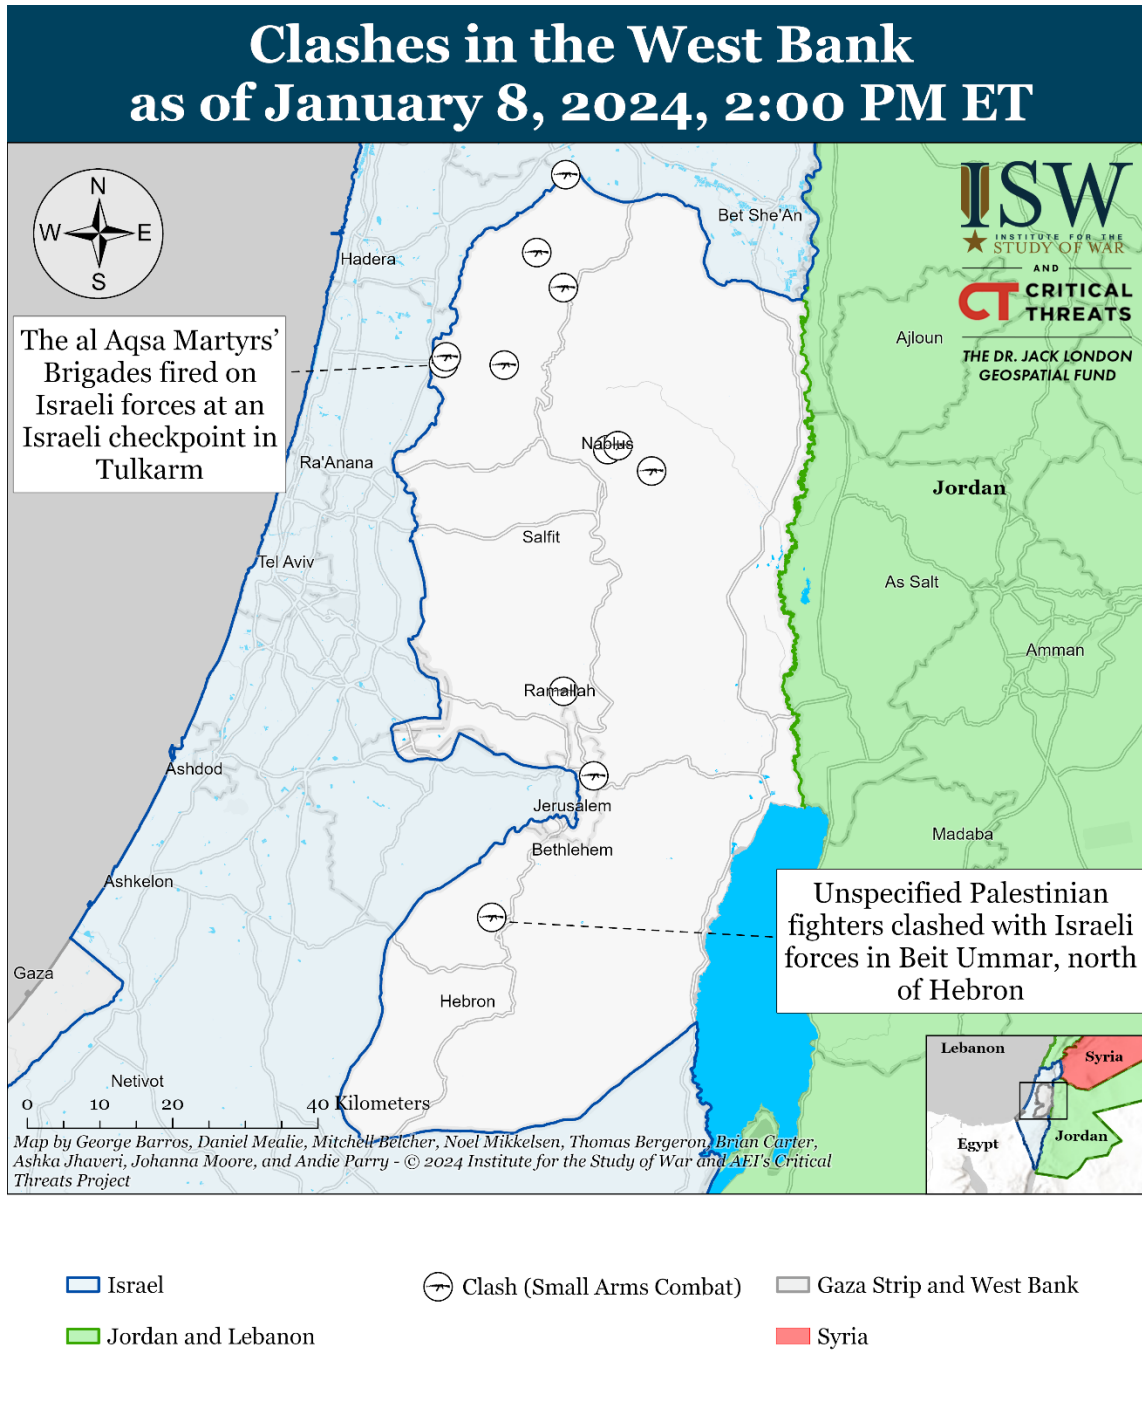 Clashes in the West Bank
as of January 8, 2024, 2:00 PM ET
N
W
E
S
ISW
INSTITUTE FOR THE
STUDY OF WAR
AND
CT CRITICAL
THREATS
THE DR. JACK LONDON
GEOSPATIAL FUND
Bet She'An
Hadera
The al Aqsa Martyrs'
Brigades fired on
Israeli forces at an
Israeli checkpoint in
Tulkarm
Ajloun
Nablus
Ra'Anana
Jordan
Salfit
Tel Aviv
As Salt
Amman
Ramallah
Ashdod
Jerusalem
Madaba
Bethlehem
Ashkelon
Unspecified Palestinian
fighters clashed with Israeli
forces in Beit Ummar, north
of Hebron
Gaza
Hebron
Netivot
0 10 20 40 Kilometers
Lebanon
Syria
Egypt
Jordan
Map by George Barros, Daniel Mealie, Mitchell Belcher, Noel Mikkelsen, Thomas Bergeron, Brian Carter,
Ashka Jhaveri, Johanna Moore, and Andie Parry - © 2024 Institute for the Study of War and AEI's Critical
Threats Project
Israel
Clash (Small Arms Combat)
Gaza Strip and West Bank
Jordan and Lebanon
Syria